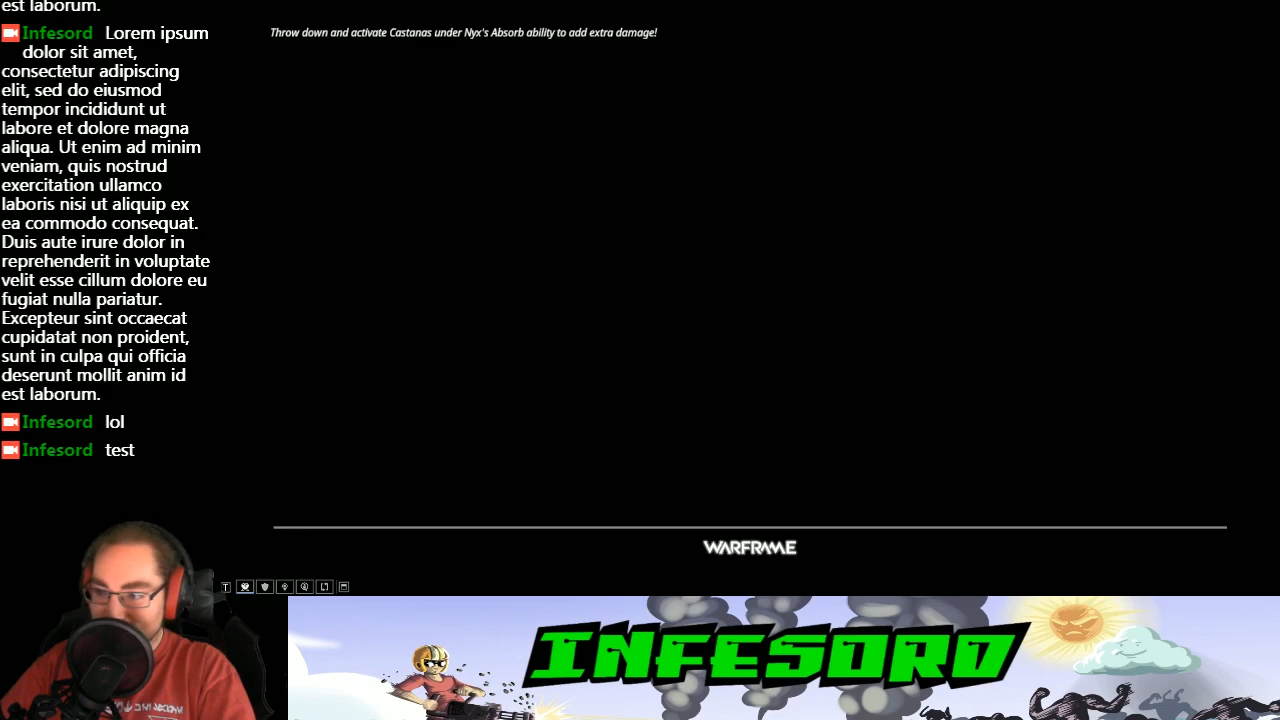 est laborum.
Infesord Lorem ipsum
dolor sit amet,
consectetur adipiscing
elit, sed do eiusmod
tempor incididunt ut
labore et dolore magna
aliqua. Ut enim ad minim
veniam, quis nostrud
exercitation ullamco
laboris nisi ut aliquip ex
ea commodo consequat.
Duis aute irure dolor in
reprehenderit in voluptate
velit esse cillum dolore eu
fugiat nulla pariatur.
Excepteur sint occaecat
cupidatat non proident,
sunt in culpa qui officia
deserunt mollit anim id
est laborum.
Infesord lol
Infesord test
Throw down and activate Castanas under Nyx's Absorb ability to add extra damage!
WARFRAME
T
INFESORD